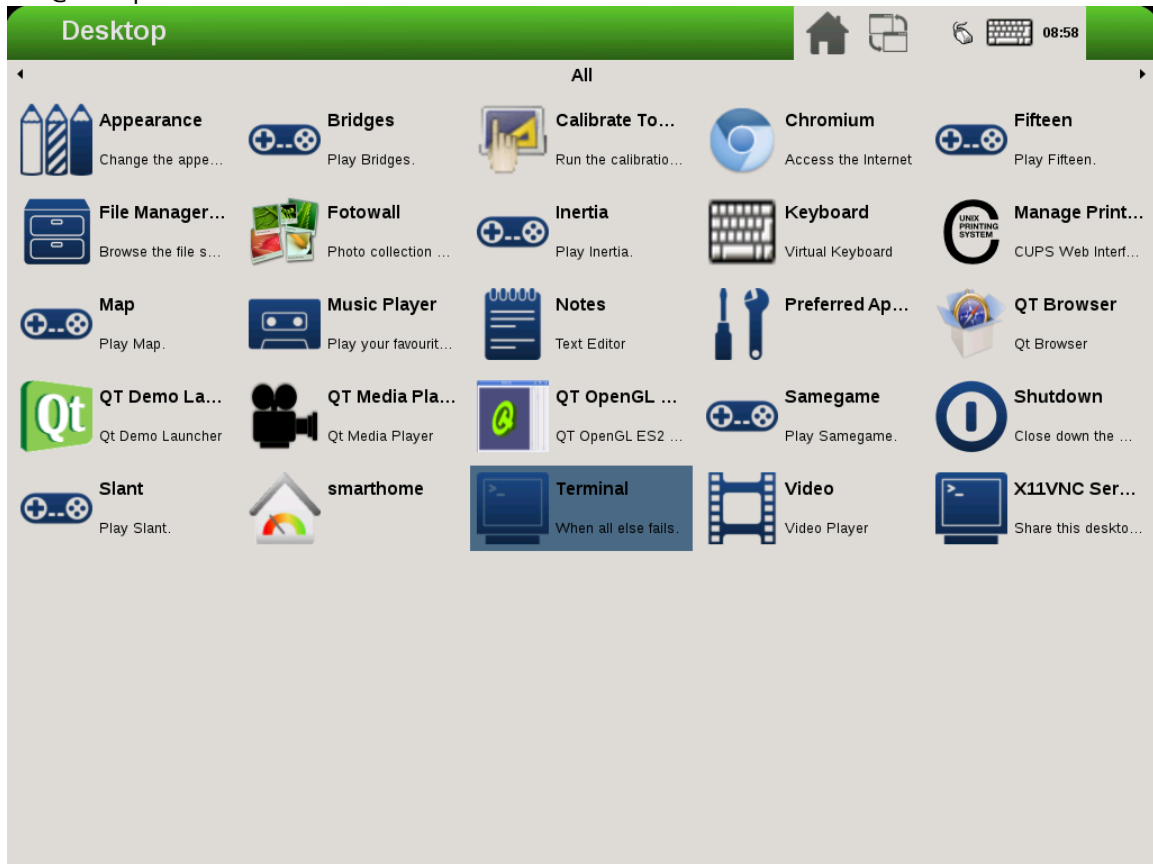 Desktop
08:58
All
Appearance
Change the appe...
Bridges
Play Bridges.
Calibrate To...
Run the calibratio...
Chromium
Access the Internet
Fifteen
Play Fifteen.
File Manager...
Browse the file s...
Fotowall
Photo collection ...
Inertia
Play Inertia.
Keyboard
Virtual Keyboard
UNIX
PRINTING
SYSTEM
Manage Print...
CUPS Web Interf...
Map
Play Map.
Music Player
Play your favourit...
Notes
Text Editor
Preferred Ap...
QT Browser
Qt Browser
Qt
QT Demo La...
Qt Demo Launcher
QT Media Pla...
Qt Media Player
QT OpenGL ...
QT OpenGL ES2 ...
Samegame
Play Samegame.
Shutdown
Close down the ...
Slant
Play Slant.
smarthome
>_
Terminal
When all else fails.
Video
Video Player
>_
X11VNC Ser...
Share this deskto...